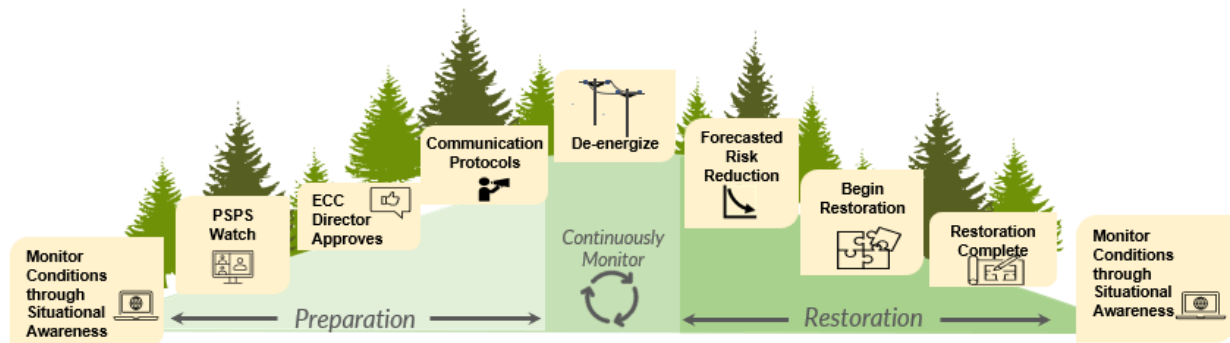 Monitor
Conditions
through
Situational
Awareness
PSPS
Watch
ECC
Director
Approves
Communication
Protocols
De-energize
Forecasted
Risk
Reduction
Begin
Restoration
Restoration
Complete
Monitor
Conditions
through
Situational
Awareness
Preparation
Continuously
Monitor
Restoration